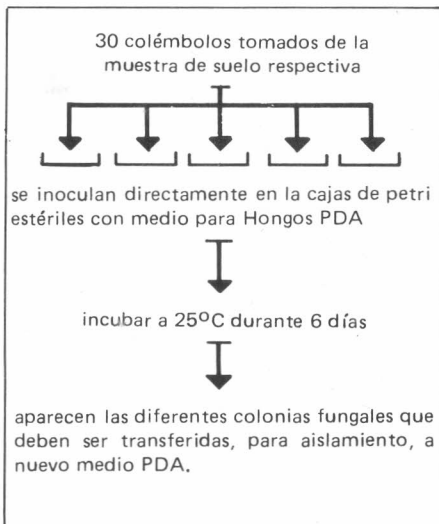 30 colémbolos tomados de la
muestra de suelo respectiva
se inoculan directamente en la cajas de petri
estériles con medio para Hongos PDA
incubar a 25ºC durante 6 días
aparecen las diferentes colonias fungales que
deben ser transferidas, para aislamiento, a
nuevo medio PDA.